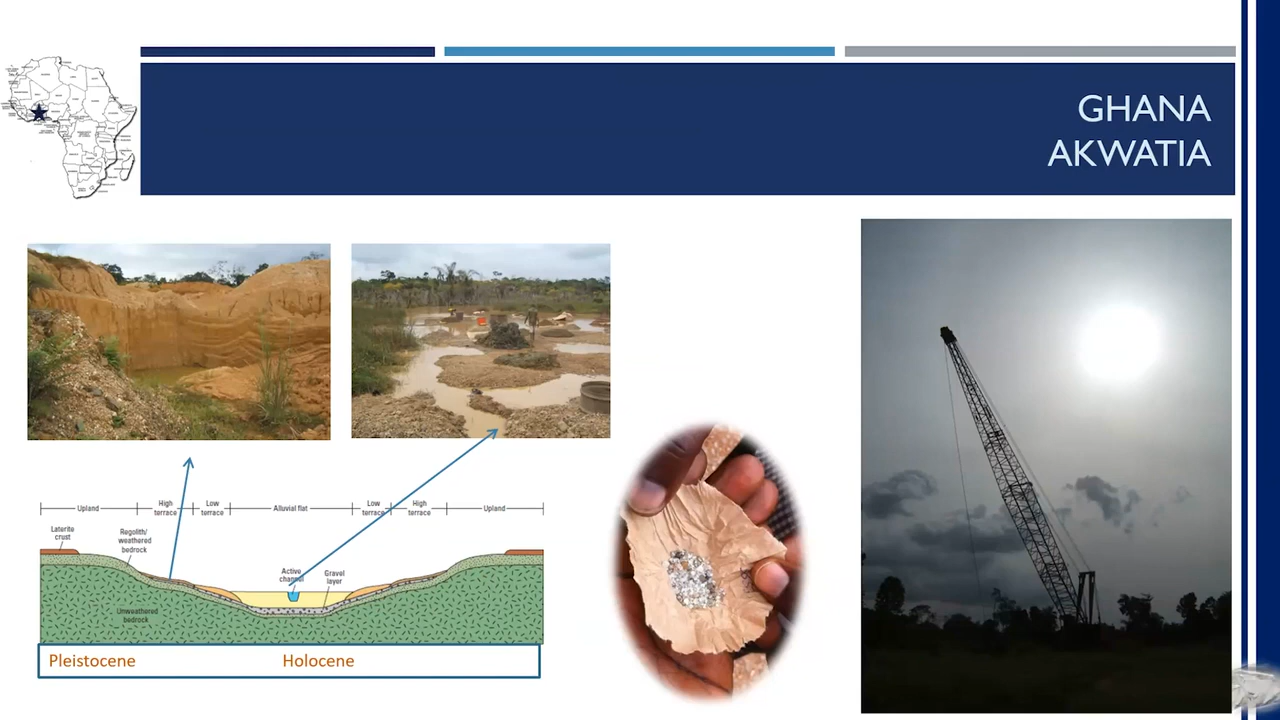 GHANA
AKWATIA
Upland
High
terrace
Low
terrace
Alluvial flat
Low
terrace
High
terrace
Upland
Laterite
crust
Regolith/
weathered
bedrock
Active
channel
Gravel
layer
Unweathered
bedrock
Pleistocene
Holocene